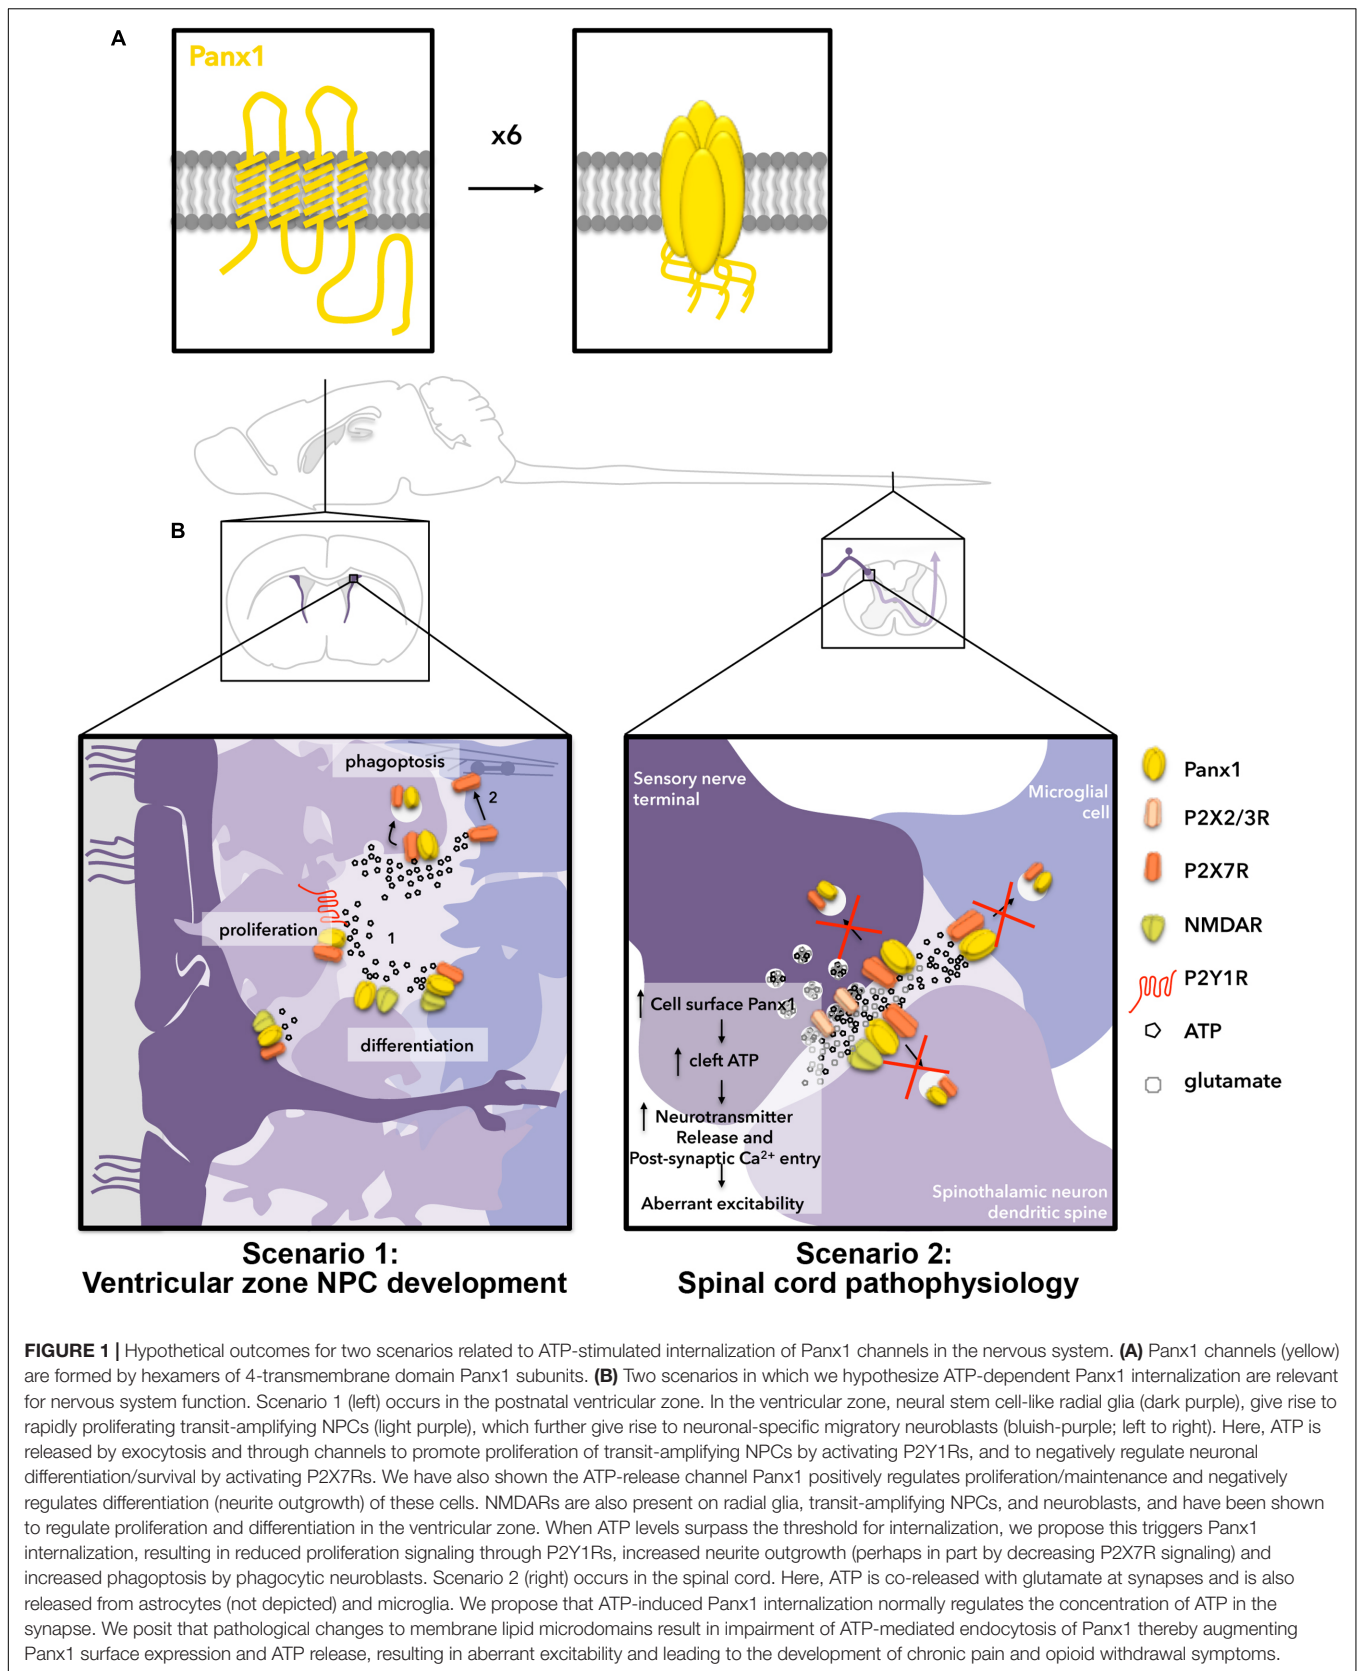 A
Panx1
x6
B
phagoptosis
2
proliferation
1
differentiation
Scenario 1:
Ventricular zone NPC development
Sensory nerve
terminal
Microglial
cell
↑ Cell surface Panx1
↑ cleft ATP
↑ Neurotransmitter
Release and
Post-synaptic Ca²⁺ entry
Aberrant excitability
Spinothalamic neuron
dendritic spine
Scenario 2:
Spinal cord pathophysiology
Panx1
P2X2/3R
P2X7R
NMDAR
P2Y1R
ATP
glutamate
FIGURE 1 | Hypothetical outcomes for two scenarios related to ATP-stimulated internalization of Panx1 channels in the nervous system. (A) Panx1 channels (yellow)
are formed by hexamers of 4-transmembrane domain Panx1 subunits. (B) Two scenarios in which we hypothesize ATP-dependent Panx1 internalization are relevant
for nervous system function. Scenario 1 (left) occurs in the postnatal ventricular zone. In the ventricular zone, neural stem cell-like radial glia (dark purple), give rise to
rapidly proliferating transit-amplifying NPCs (light purple), which further give rise to neuronal-specific migratory neuroblasts (bluish-purple; left to right). Here, ATP is
released by exocytosis and through channels to promote proliferation of transit-amplifying NPCs by activating P2Y1Rs, and to negatively regulate neuronal
differentiation/survival by activating P2X7Rs. We have also shown the ATP-release channel Panx1 positively regulates proliferation/maintenance and negatively
regulates differentiation (neurite outgrowth) of these cells. NMDARs are also present on radial glia, transit-amplifying NPCs, and neuroblasts, and have been shown
to regulate proliferation and differentiation in the ventricular zone. When ATP levels surpass the threshold for internalization, we propose this triggers Panx1
internalization, resulting in reduced proliferation signaling through P2Y1Rs, increased neurite outgrowth (perhaps in part by decreasing P2X7R signaling) and
increased phagoptosis by phagocytic neuroblasts. Scenario 2 (right) occurs in the spinal cord. Here, ATP is co-released with glutamate at synapses and is also
released from astrocytes (not depicted) and microglia. We propose that ATP-induced Panx1 internalization normally regulates the concentration of ATP in the
synapse. We posit that pathological changes to membrane lipid microdomains result in impairment of ATP-mediated endocytosis of Panx1 thereby augmenting
Panx1 surface expression and ATP release, resulting in aberrant excitability and leading to the development of chronic pain and opioid withdrawal symptoms.